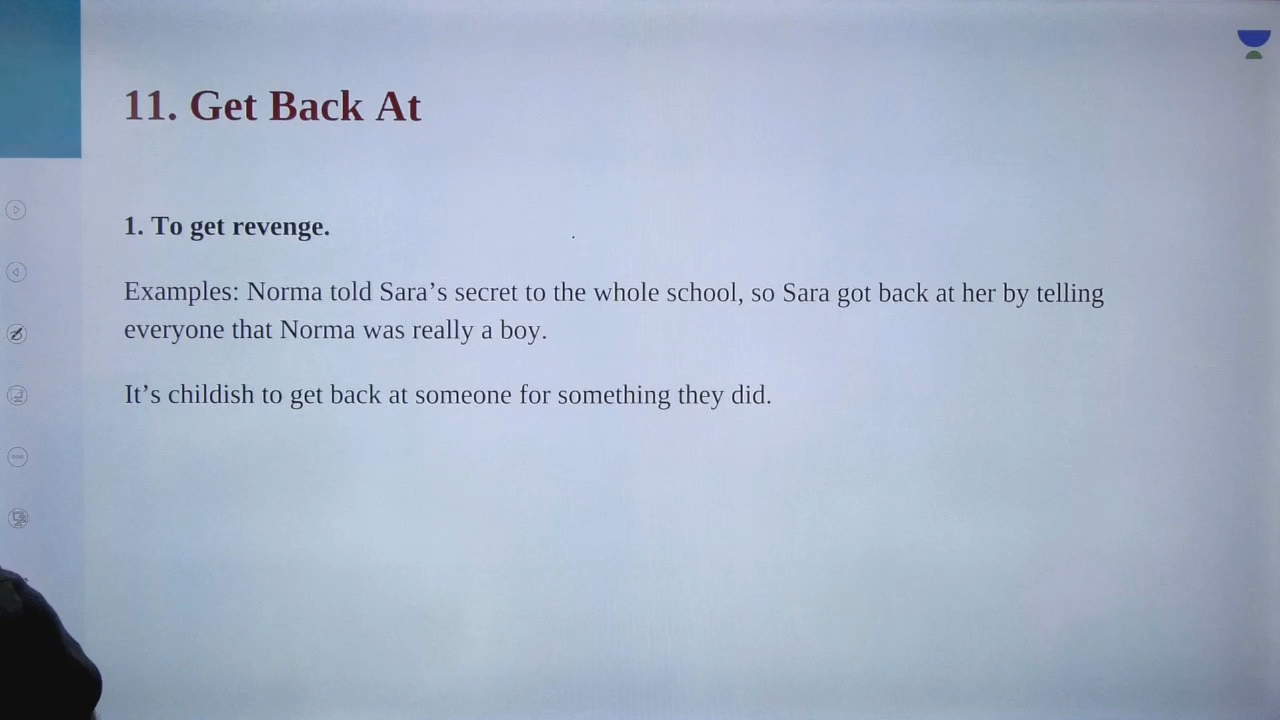 11. Get Back At
1. To get revenge.
Examples: Norma told Sara’s secret to the whole school, so Sara got back at her by telling
everyone that Norma was really a boy.
It’s childish to get back at someone for something they did.